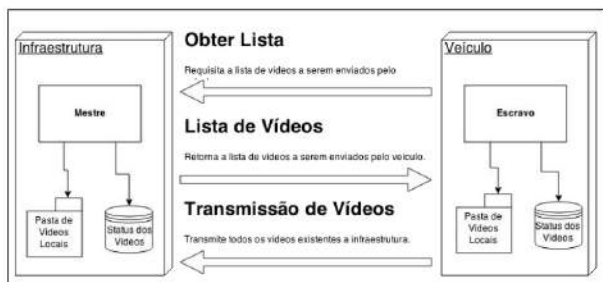 Infraestrutura
Mestre
Pasta de
Vídeos
Locais
Status dos
Vídeos
Obter Lista
Requisita a lista de vídeos a serem enviados pelo
Lista de Vídeos
Retorna a lista de vídeos a serem enviados pelo veículo.
Transmissão de Vídeos
Transmite todos os vídeos existentes a infraestrutura.
Veículo
Escravo
Pasta de
Vídeos
Locais
Status dos
Vídeos